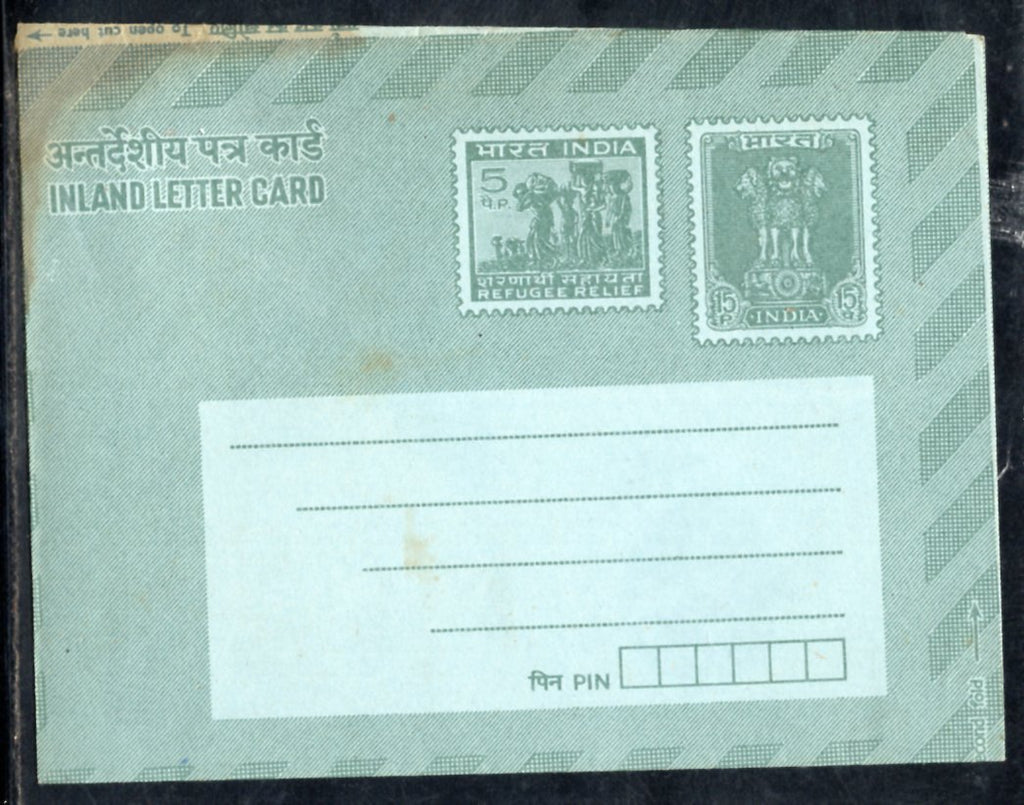 To open cut here
अन्तर्देशीय पत्र कार्ड
INLAND LETTER CARD
भारत INDIA
5
पै.P.
शरणार्थी सहायता
REFUGEE RELIEF
भारत
15 P
15 पै.
INDIA
पिन PIN
fold